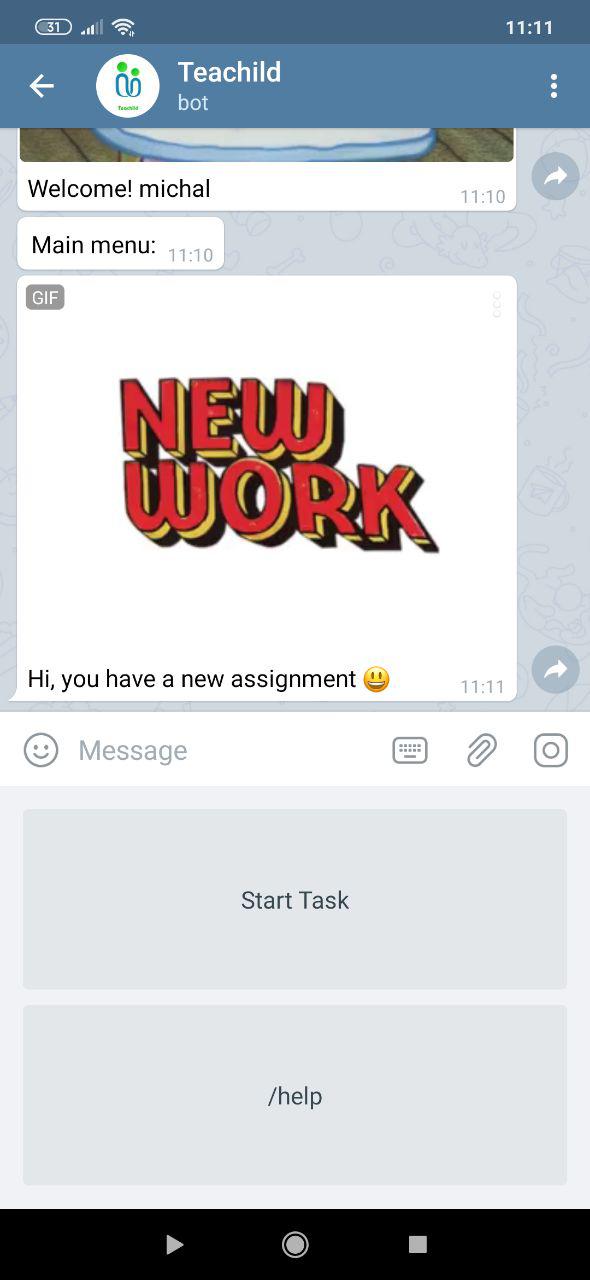 31
11:11
Teachild
Teachild
bot
Welcome! michal
11:10
Main menu:
11:10
GIF
NEW
WORK
Hi, you have a new assignment 😃
11:11
Message
Start Task
/help